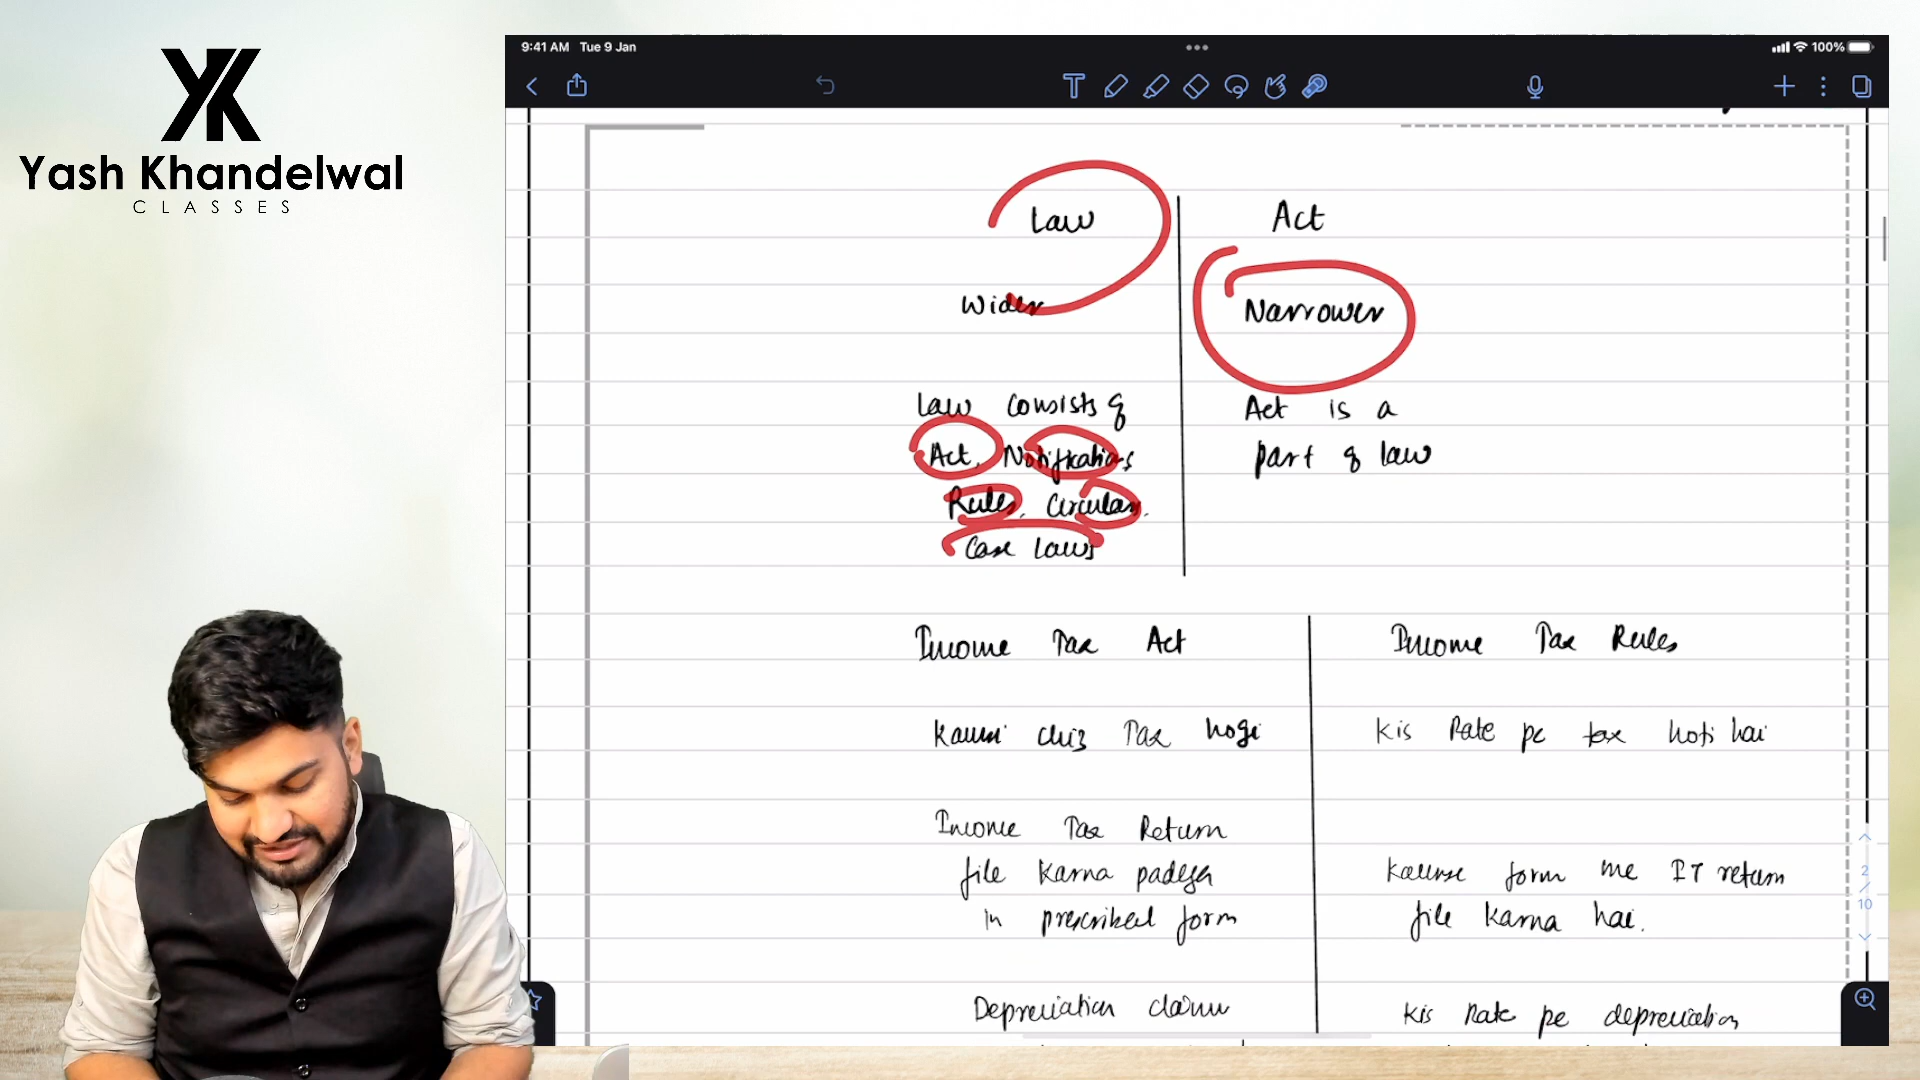 Yash Khandelwal
CLASSES
9:41 AM Tue 9 Jan
100%
Law
Act
Wider
Narrower
Law consists of
Act, Notifications
Rules, Circulars.
Case Laws
Act is a
part of law
Income Tax Act
Income Tax Rules
Kaunsi chiz Tax hogi
Kis Rate pe tax hoti hai
Income Tax Return
file Karna padega
in prescribed form
Kaunse form me IT return
file Karna hai.
2
10
Depreciation claim
Kis Rate pe depreciation